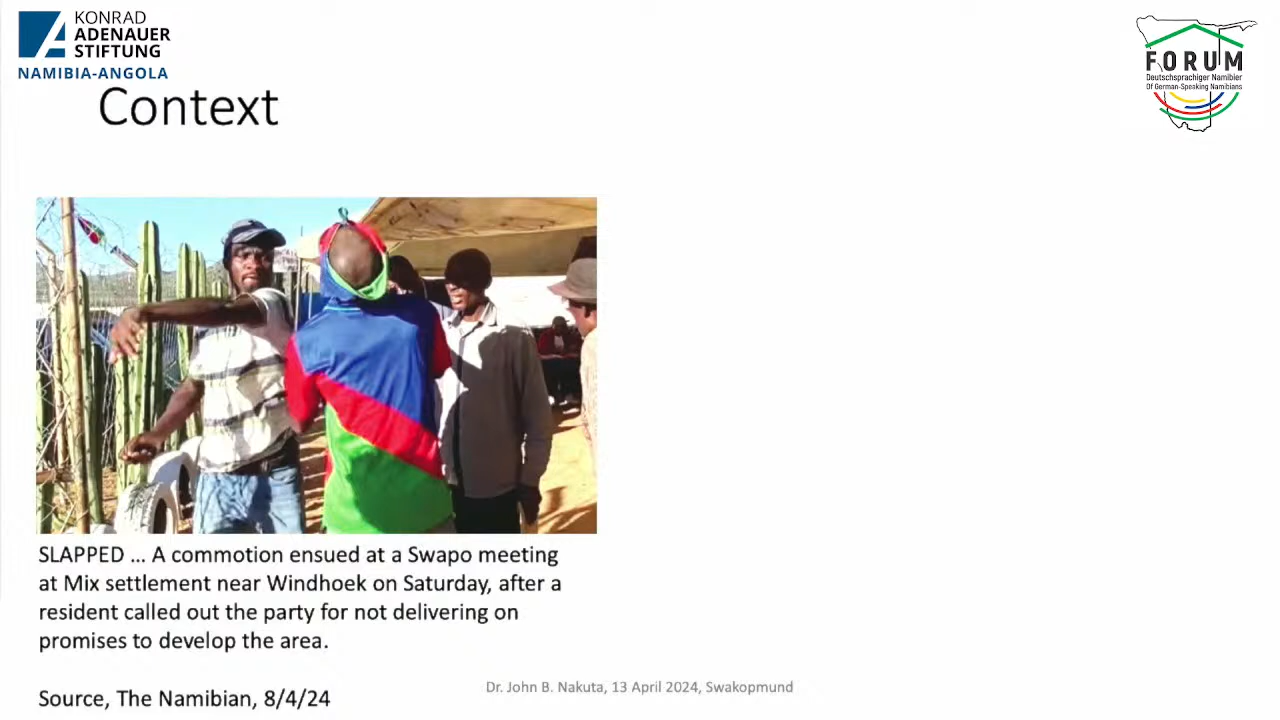 KONRAD
ADENAUER
STIFTUNG
NAMIBIA-ANGOLA
FORUM
Deutschsprachiger Namibier
Of German-Speaking Namibians
Context
SLAPPED ... A commotion ensued at a Swapo meeting
at Mix settlement near Windhoek on Saturday, after a
resident called out the party for not delivering on
promises to develop the area.
Source, The Namibian, 8/4/24
Dr. John B. Nakuta, 13 April 2024, Swakopmund